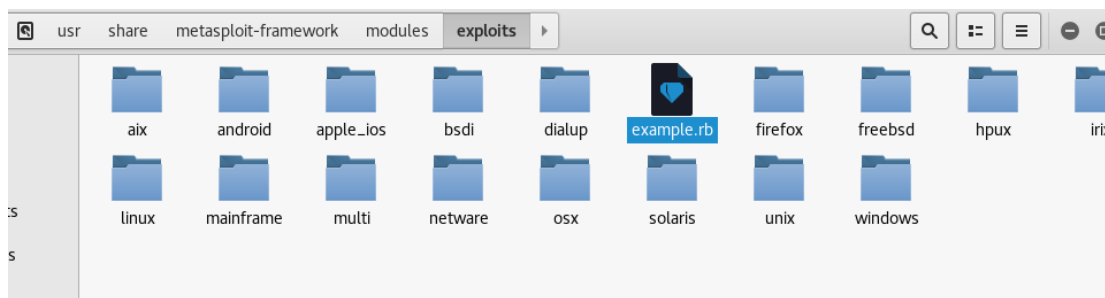 usr share metasploit-framework modules exploits
aix android apple_ios bsdi dialup example.rb firefox freebsd hpux
linux mainframe multi netware osx solaris unix windows